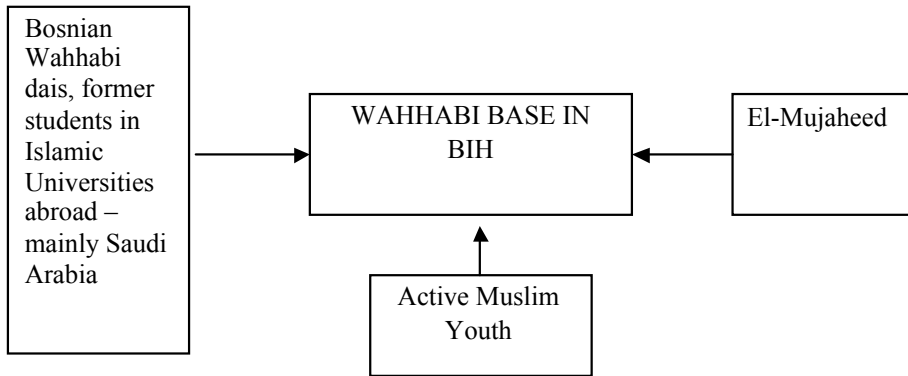 Bosnian
Wahhabi
dais, former
students in
Islamic
Universities
abroad –
mainly Saudi
Arabia
WAHHABI BASE IN
BIH
El-Mujaheed
Active Muslim
Youth